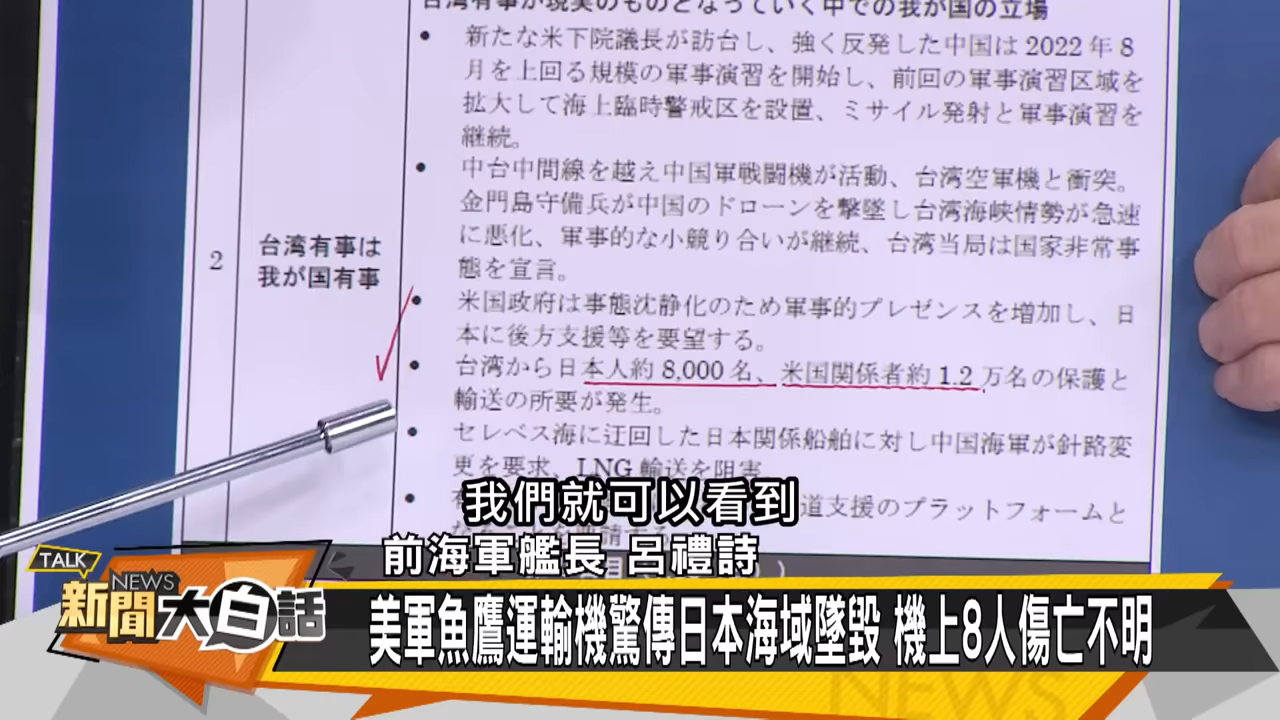 台湾有事が現実のものとなっていく中での我が国の立場
• 新たな米下院議長が訪台し、強く反発した中国は 2022 年 8
月を上回る規模の軍事演習を開始し、前回の軍事演習区域を
拡大して海上臨時警戒区を設置、ミサイル発射と軍事演習を
継続。
• 中台中間線を越え中国軍戦闘機が活動、台湾空軍機と衝突。
金門島守備兵が中国のドローンを撃墜し台湾海峡情勢が急速
に悪化、軍事的な小競り合いが継続、台湾当局は国家非常事
態を宣言。
2
台湾有事は
我が国有事
• 米国政府は事態沈静化のため軍事的プレゼンスを増加し、日
本に後方支援等を要望する。
• 台湾から日本人約 8,000 名、米国関係者約 1.2 万名の保護と
輸送の所要が発生。
• セレベス海に迂回した日本関係船舶に対し中国海軍が針路変
更を要求、LNG 輸送を阻害
道支援のプラットフォームと
我們就可以看到
前海軍艦長 呂禮詩
TALK
NEWS
新聞大白話
美軍魚鷹運輸機驚傳日本海域墜毀 機上8人傷亡不明
NEWS